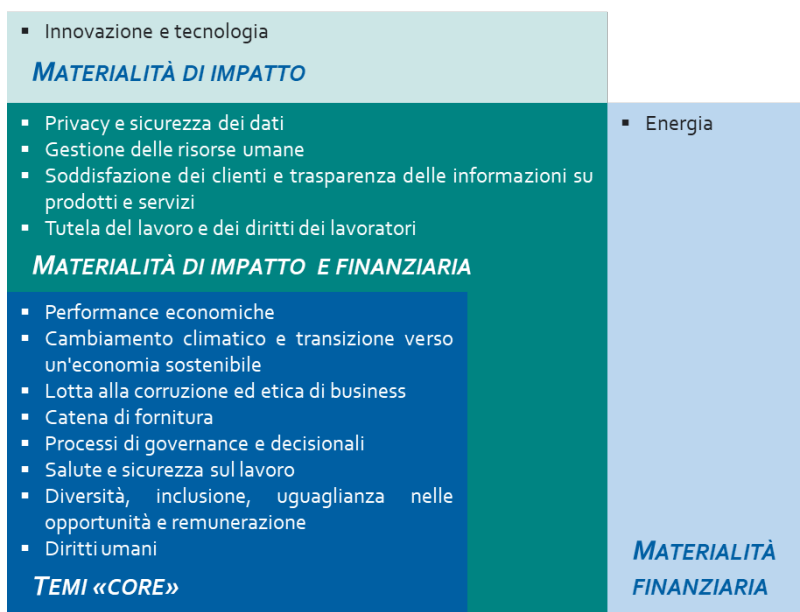 ▪ Innovazione e tecnologia
MATERIALITÀ DI IMPATTO
▪ Privacy e sicurezza dei dati
▪ Gestione delle risorse umane
▪ Soddisfazione dei clienti e trasparenza delle informazioni su
prodotti e servizi
▪ Tutela del lavoro e dei diritti dei lavoratori
MATERIALITÀ DI IMPATTO E FINANZIARIA
▪ Performance economiche
▪ Cambiamento climatico e transizione verso
un'economia sostenibile
▪ Lotta alla corruzione ed etica di business
▪ Catena di fornitura
▪ Processi di governance e decisionali
▪ Salute e sicurezza sul lavoro
▪ Diversità, inclusione, uguaglianza nelle
opportunità e remunerazione
▪ Diritti umani
TEMI «CORE»
▪ Energia
MATERIALITÀ
FINANZIARIA